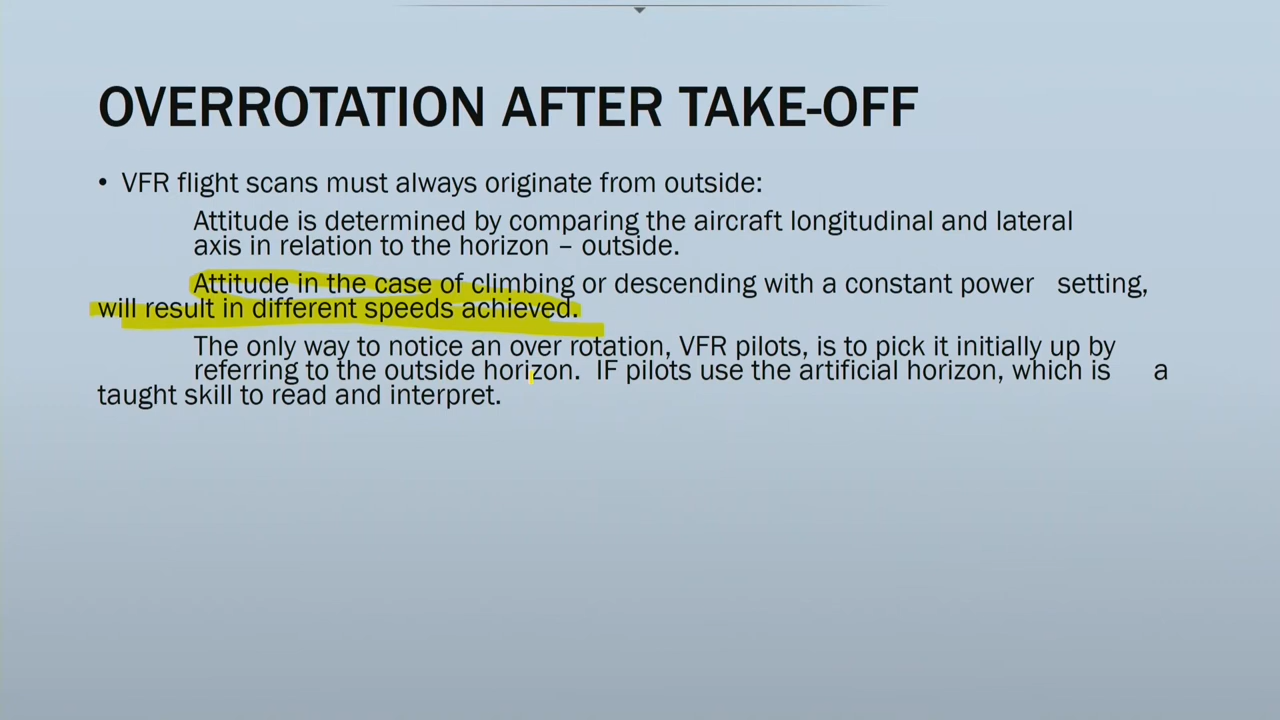 OVERROTATION AFTER TAKE-OFF
• VFR flight scans must always originate from outside:
Attitude is determined by comparing the aircraft longitudinal and lateral
axis in relation to the horizon – outside.
Attitude in the case of climbing or descending with a constant power setting,
will result in different speeds achieved.
The only way to notice an over rotation, VFR pilots, is to pick it initially up by
referring to the outside horizon. IF pilots use the artificial horizon, which is a
taught skill to read and interpret.